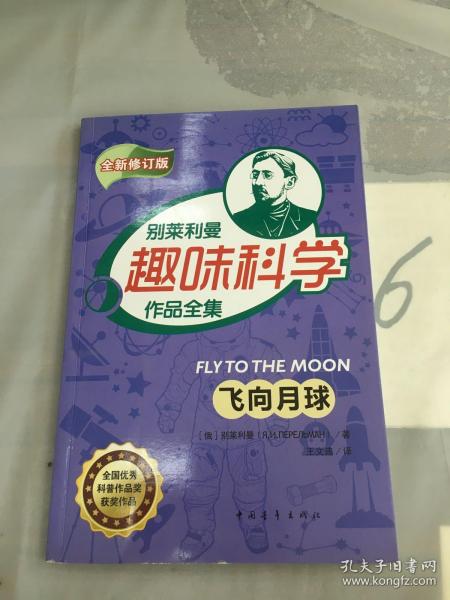 全新修订版
别莱利曼
趣味科学
作品全集
FLY TO THE MOON
飞向月球
[俄] 别莱利曼 (Я.И.ПЕРЕЛЬМАН) / 著
/ 译
全国优秀
科普作品奖
获奖作品
中国青年出版社
6
孔夫子旧书网
www.kongfz.com